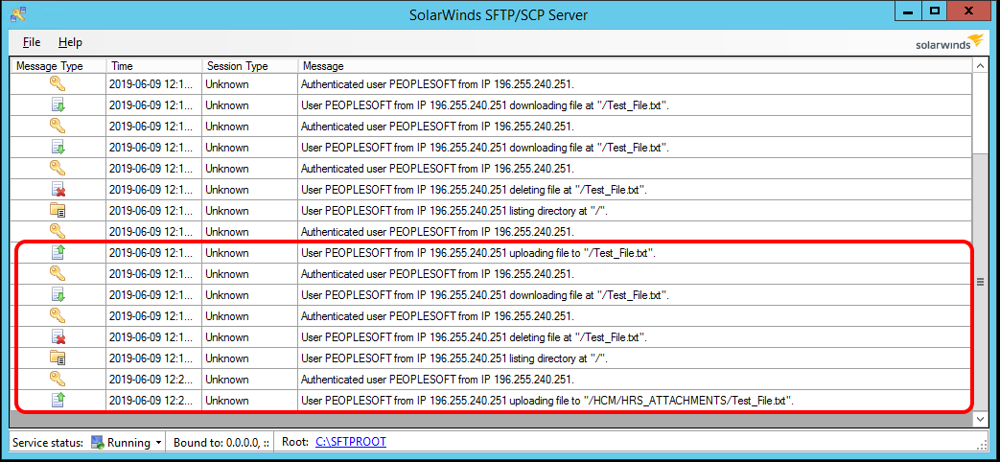 SolarWinds SFTP/SCP Server
File Help
solarwinds
Message Type Time Session Type Message
2019-06-09 12:1... Unknown Authenticated user PEOPLESOFT from IP 196.255.240.251.
2019-06-09 12:1... Unknown User PEOPLESOFT from IP 196.255.240.251 downloading file at "/Test_File.txt".
2019-06-09 12:1... Unknown Authenticated user PEOPLESOFT from IP 196.255.240.251.
2019-06-09 12:1... Unknown User PEOPLESOFT from IP 196.255.240.251 downloading file at "/Test_File.txt".
2019-06-09 12:1... Unknown Authenticated user PEOPLESOFT from IP 196.255.240.251.
2019-06-09 12:1... Unknown User PEOPLESOFT from IP 196.255.240.251 deleting file at "/Test_File.txt".
2019-06-09 12:1... Unknown User PEOPLESOFT from IP 196.255.240.251 listing directory at "/".
2019-06-09 12:1... Unknown Authenticated user PEOPLESOFT from IP 196.255.240.251.
2019-06-09 12:1... Unknown User PEOPLESOFT from IP 196.255.240.251 uploading file to "/Test_File.txt".
2019-06-09 12:1... Unknown Authenticated user PEOPLESOFT from IP 196.255.240.251.
2019-06-09 12:1... Unknown User PEOPLESOFT from IP 196.255.240.251 downloading file at "/Test_File.txt".
2019-06-09 12:1... Unknown Authenticated user PEOPLESOFT from IP 196.255.240.251.
2019-06-09 12:1... Unknown User PEOPLESOFT from IP 196.255.240.251 deleting file at "/Test_File.txt".
2019-06-09 12:1... Unknown User PEOPLESOFT from IP 196.255.240.251 listing directory at "/".
2019-06-09 12:2... Unknown Authenticated user PEOPLESOFT from IP 196.255.240.251.
2019-06-09 12:2... Unknown User PEOPLESOFT from IP 196.255.240.251 uploading file to "/HCM/HRS_ATTACHMENTS/Test_File.txt".
Service status: Running Bound to: 0.0.0.0, :: Root: C:\SFTPROOT